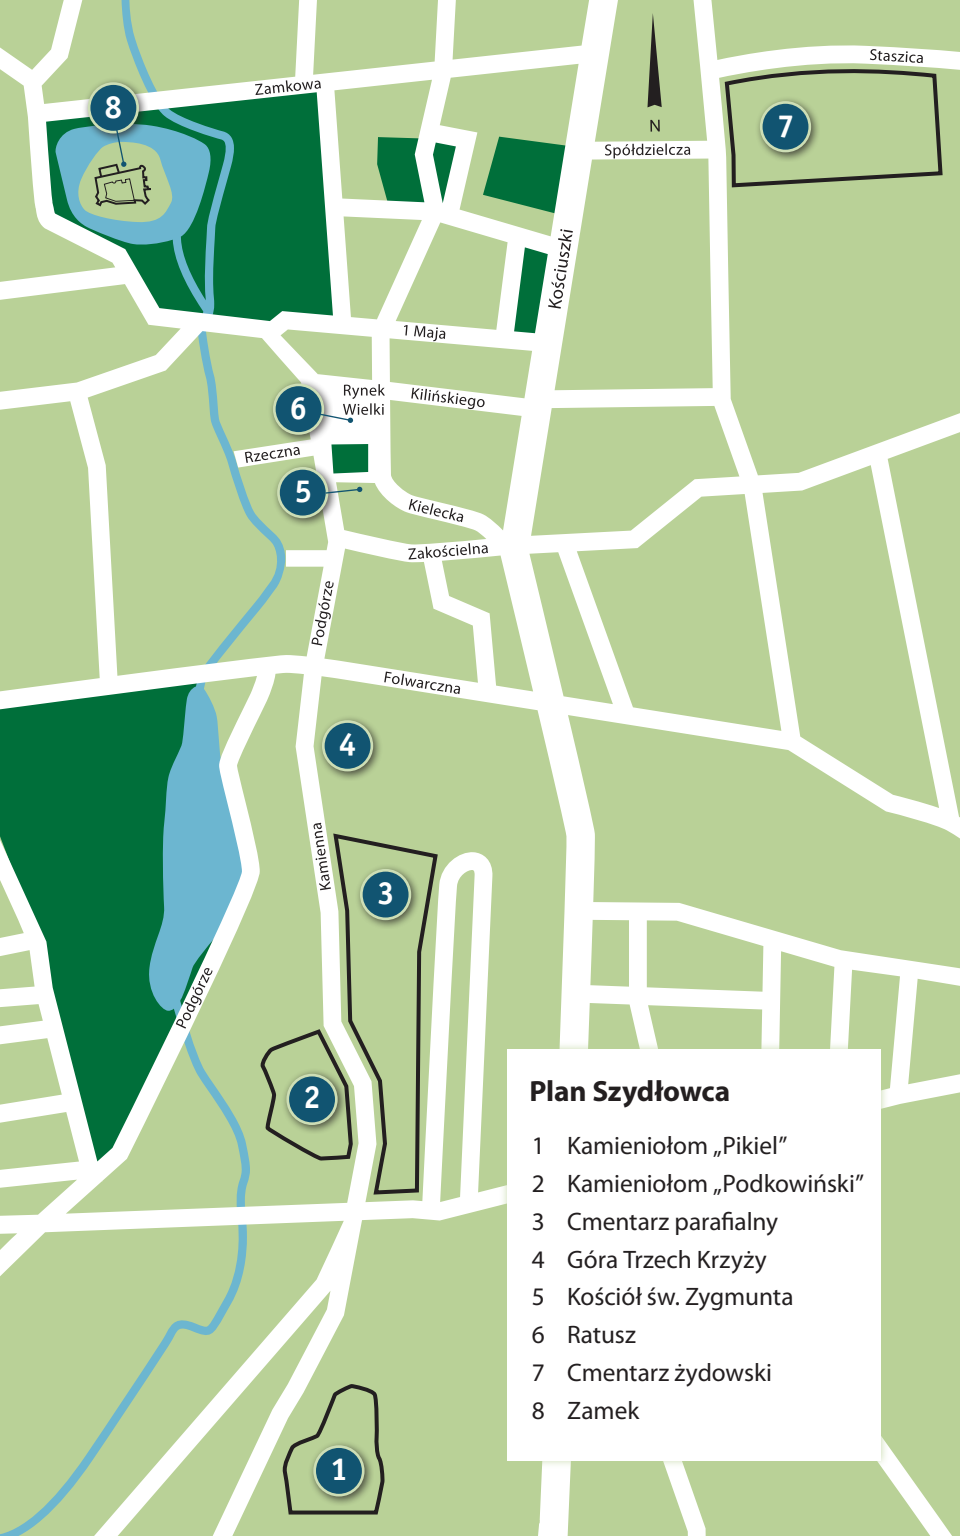 Staszica
Zamkowa
8
7
N
Spółdzielcza
Kościuszki
1 Maja
Rynek
Wielki
Kilińskiego
6
Rzeczna
5
Kielecka
Zakościelna
Podgórze
Folwarczna
4
Kamienna
3
Podgórze
2
1
Plan Szydłowca
1 Kamieniołom „Pikiel”
2 Kamieniołom „Podkowiński”
3 Cmentarz parafialny
4 Góra Trzech Krzyży
5 Kościół św. Zygmunta
6 Ratusz
7 Cmentarz żydowski
8 Zamek